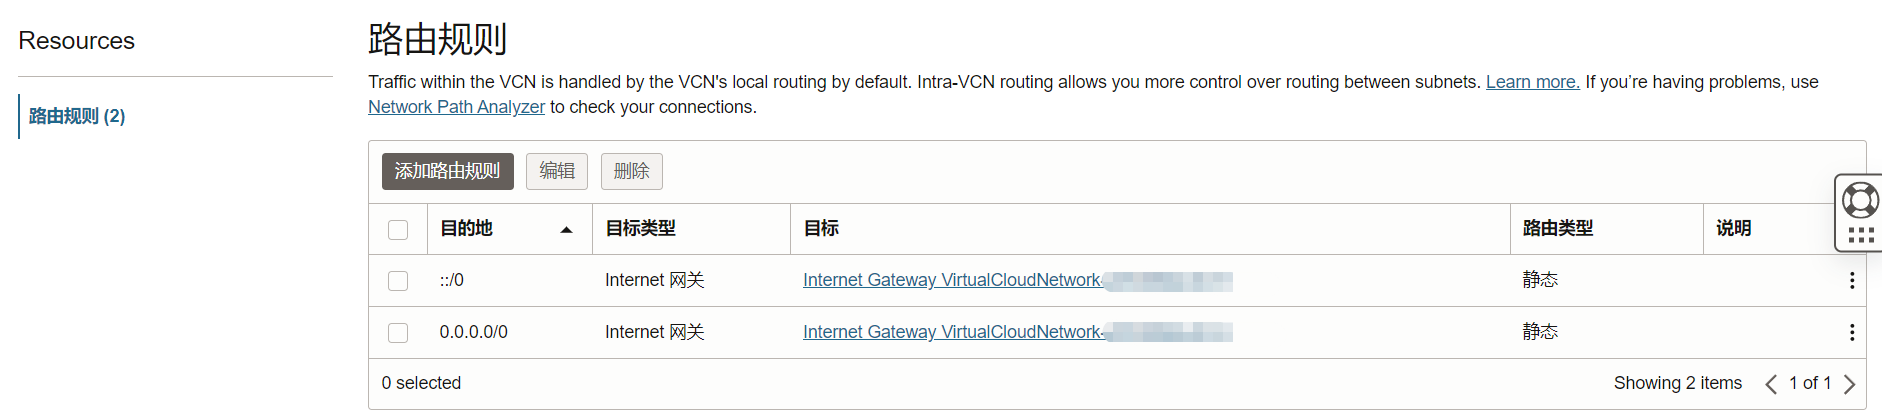 Resources
路由规则 (2)
路由规则
Traffic within the VCN is handled by the VCN's local routing by default. Intra-VCN routing allows you more control over routing between subnets. Learn more. If you’re having problems, use
Network Path Analyzer to check your connections.
添加路由规则 编辑 删除
目的地 目标类型 目标 路由类型 说明
::/0 Internet 网关 Internet Gateway VirtualCloudNetwork- 静态
0.0.0.0/0 Internet 网关 Internet Gateway VirtualCloudNetwork- 静态
0 selected Showing 2 items 1 of 1